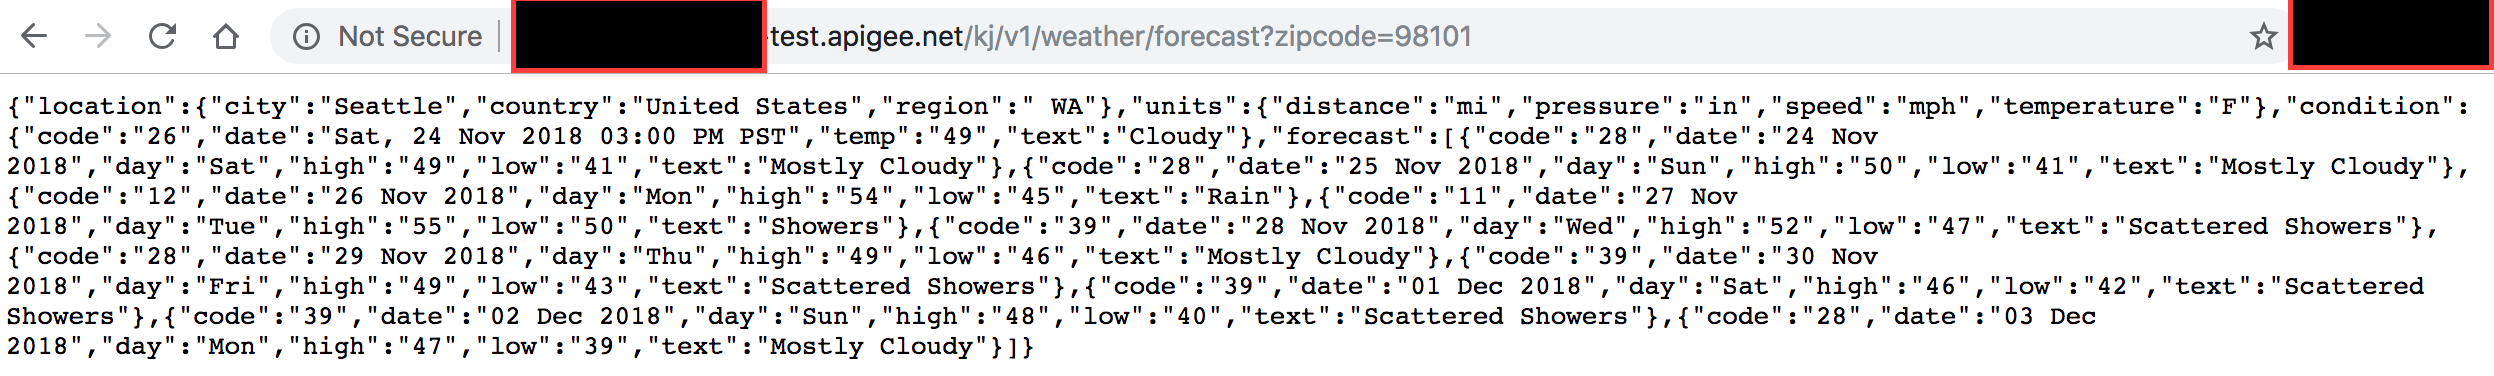 Not Secure | -test.apigee.net/kj/v1/weather/forecast?zipcode=98101
{"location":{"city":"Seattle","country":"United States","region":" WA"},"units":{"distance":"mi","pressure":"in","speed":"mph","temperature":"F"},"condition":
{"code":"26","date":"Sat, 24 Nov 2018 03:00 PM PST","temp":"49","text":"Cloudy"},"forecast":[{"code":"28","date":"24 Nov
2018","day":"Sat","high":"49","low":"41","text":"Mostly Cloudy"},{"code":"28","date":"25 Nov 2018","day":"Sun","high":"50","low":"41","text":"Mostly Cloudy"},
{"code":"12","date":"26 Nov 2018","day":"Mon","high":"54","low":"45","text":"Rain"},{"code":"11","date":"27 Nov
2018","day":"Tue","high":"55","low":"50","text":"Showers"},{"code":"39","date":"28 Nov 2018","day":"Wed","high":"52","low":"47","text":"Scattered Showers"},
{"code":"28","date":"29 Nov 2018","day":"Thu","high":"49","low":"46","text":"Mostly Cloudy"},{"code":"39","date":"30 Nov
2018","day":"Fri","high":"49","low":"43","text":"Scattered Showers"},{"code":"39","date":"01 Dec 2018","day":"Sat","high":"46","low":"42","text":"Scattered
Showers"},{"code":"39","date":"02 Dec 2018","day":"Sun","high":"48","low":"40","text":"Scattered Showers"},{"code":"28","date":"03 Dec
2018","day":"Mon","high":"47","low":"39","text":"Mostly Cloudy"}]}